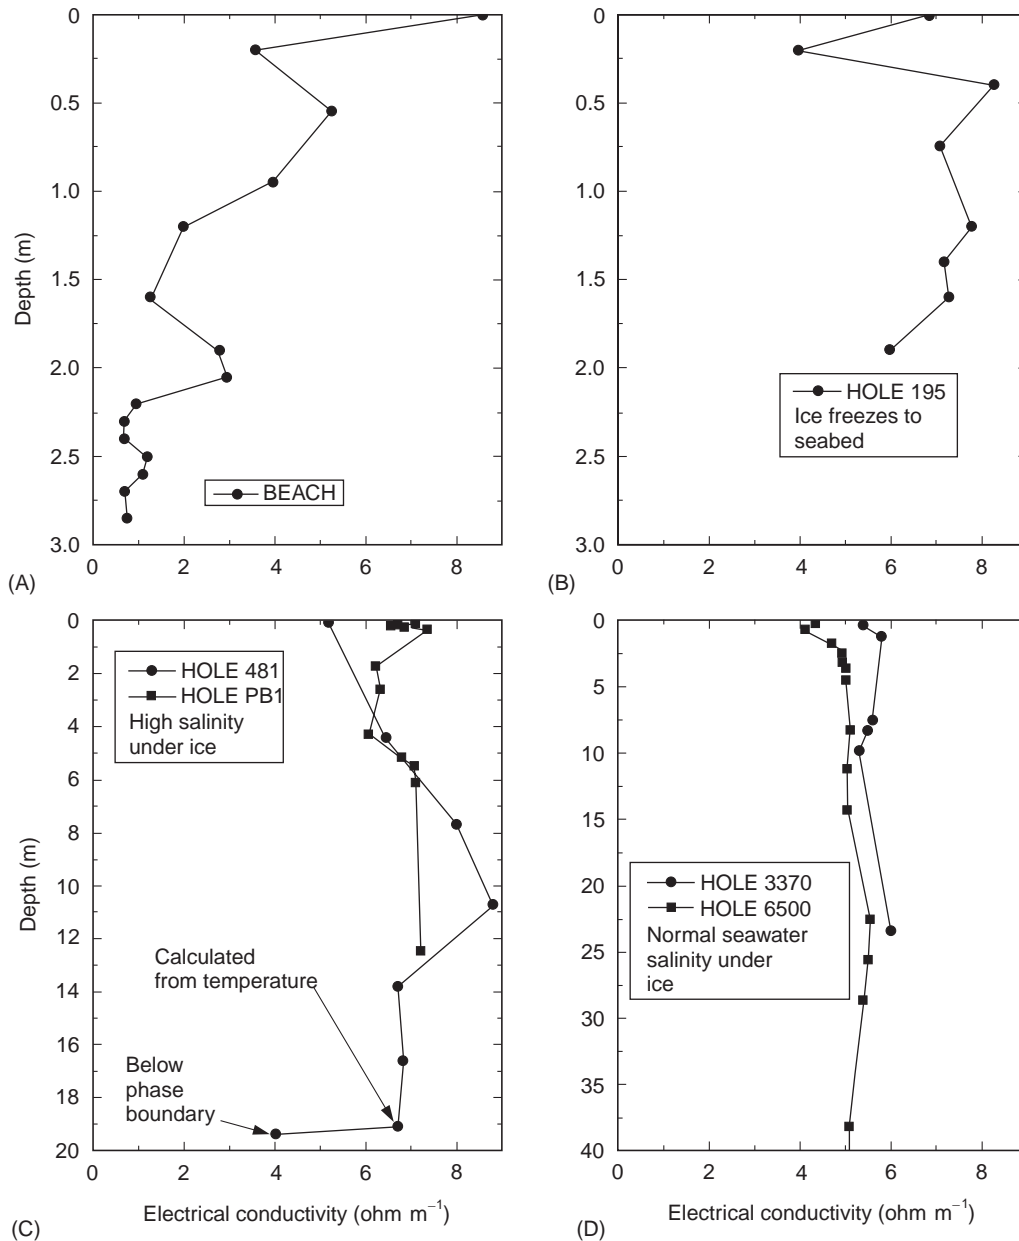 0
0.5
1.0
1.5
2.0
2.5
3.0
Depth (m)
BEACH
0 2 4 6 8
(A)
0
0.5
1.0
1.5
2.0
2.5
3.0
HOLE 195
Ice freezes to
seabed
0 2 4 6 8
(B)
0
2
4
6
8
10
12
14
16
18
20
Depth (m)
HOLE 481
HOLE PB1
High salinity
under ice
Calculated
from temperature
Below
phase
boundary
0 2 4 6 8
Electrical conductivity (ohm m⁻¹)
(C)
0
5
10
15
20
25
30
35
40
HOLE 3370
HOLE 6500
Normal seawater
salinity under
ice
0 2 4 6 8
Electrical conductivity (ohm m⁻¹)
(D)